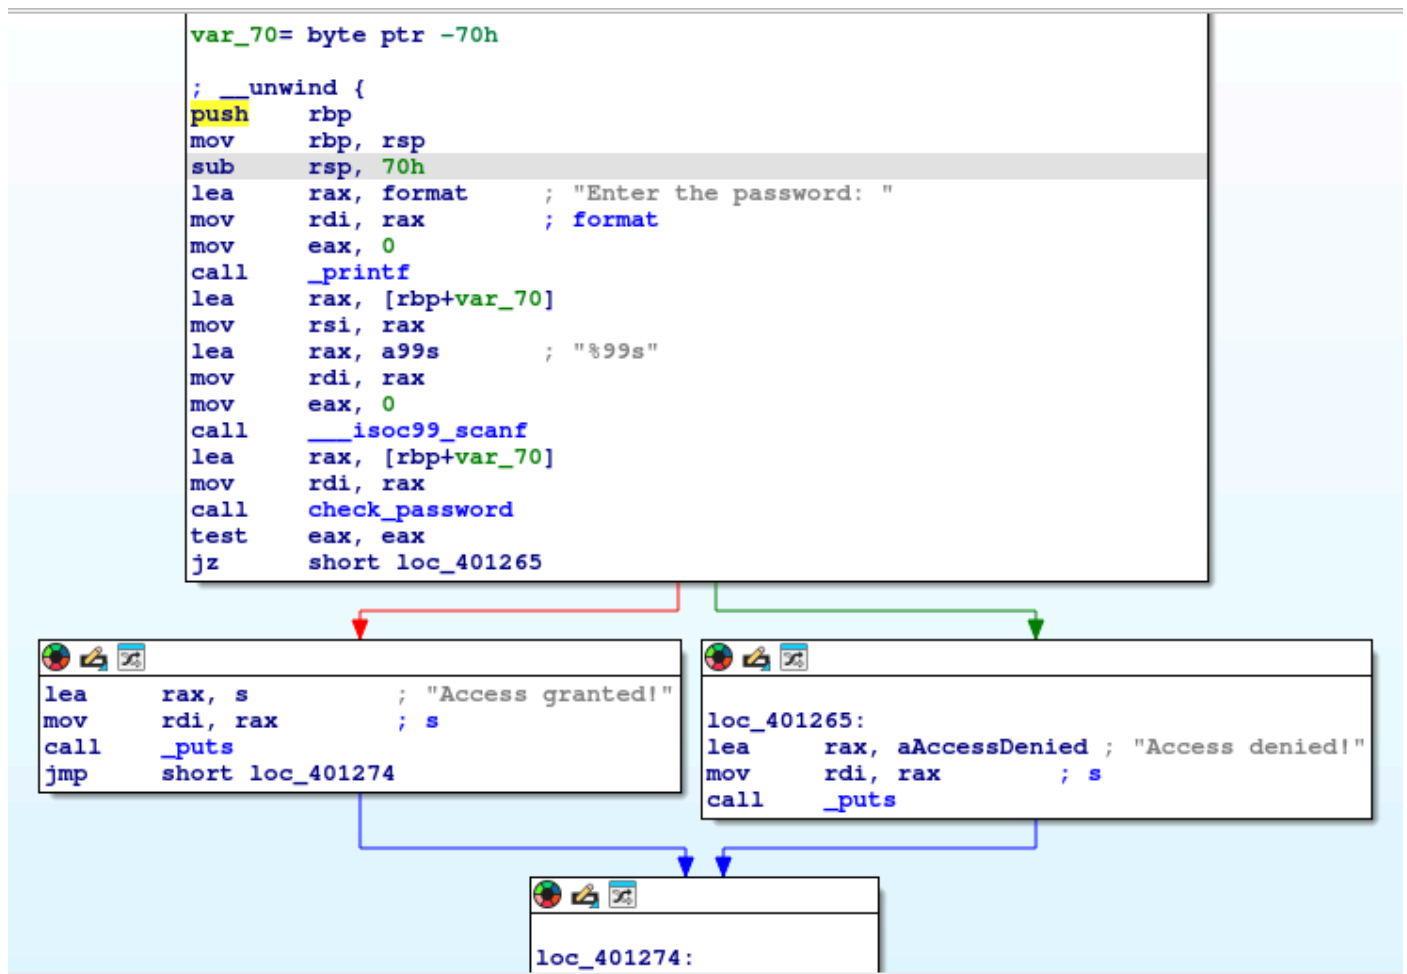 var_70= byte ptr -70h
; __unwind {
push rbp
mov rbp, rsp
sub rsp, 70h
lea rax, format ; "Enter the password: "
mov rdi, rax ; format
mov eax, 0
call _printf
lea rax, [rbp+var_70]
mov rsi, rax
lea rax, a99s ; "%99s"
mov rdi, rax
mov eax, 0
call ___isoc99_scanf
lea rax, [rbp+var_70]
mov rdi, rax
call check_password
test eax, eax
jz short loc_401265
lea rax, s ; "Access granted!"
mov rdi, rax ; s
call _puts
jmp short loc_401274
loc_401265:
lea rax, aAccessDenied ; "Access denied!"
mov rdi, rax ; s
call _puts
loc_401274: